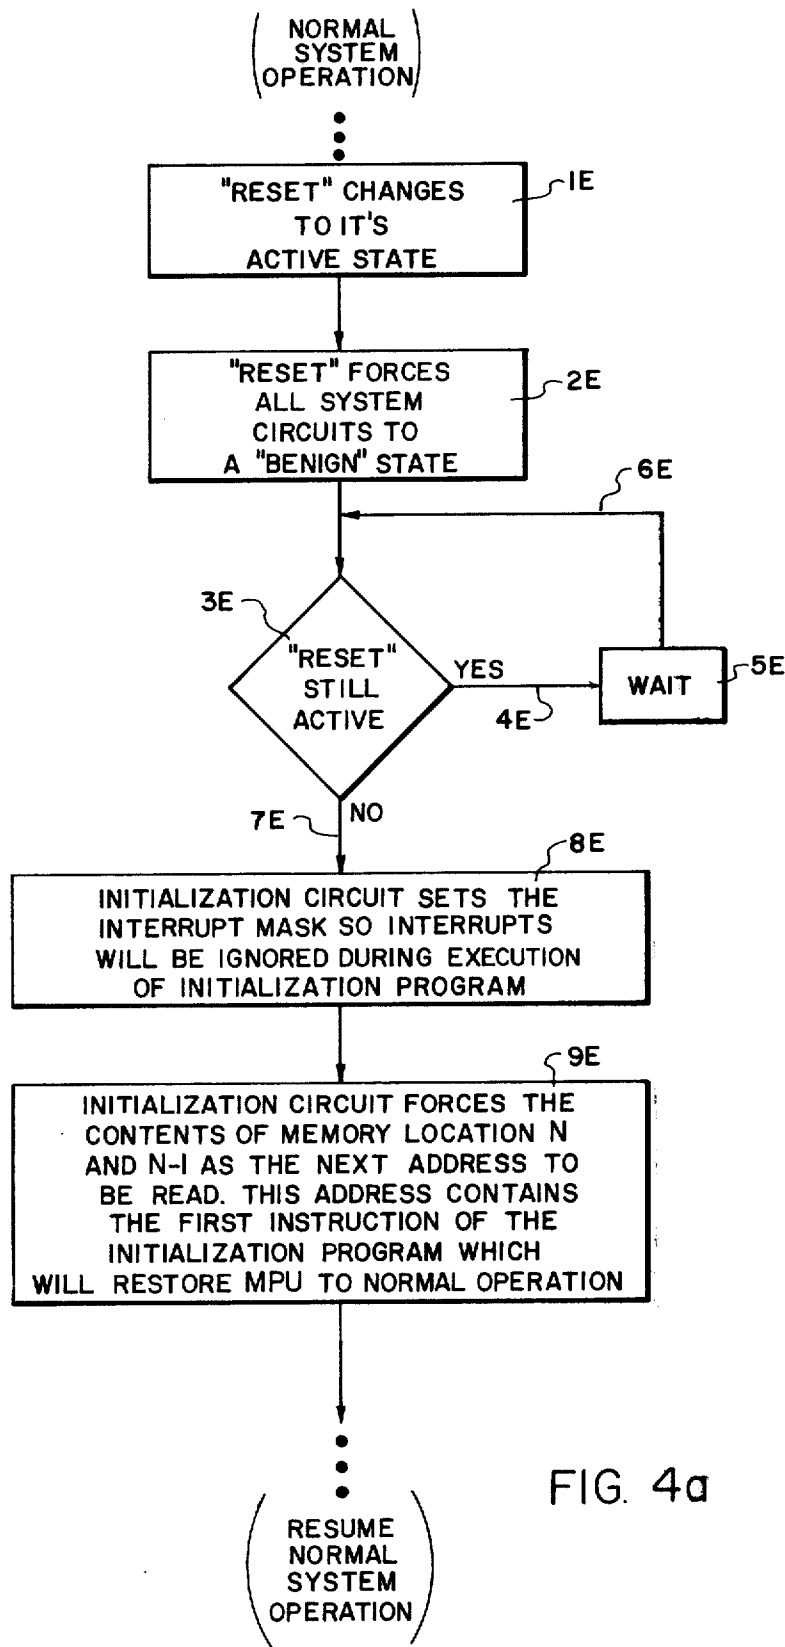 NORMAL
SYSTEM
OPERATION
"RESET" CHANGES
TO IT'S
ACTIVE STATE
1E
"RESET" FORCES
ALL SYSTEM
CIRCUITS TO
A "BENIGN" STATE
2E
6E
3E
"RESET"
STILL
ACTIVE
YES
4E
WAIT
5E
7E
NO
8E
INITIALIZATION CIRCUIT SETS THE
INTERRUPT MASK SO INTERRUPTS
WILL BE IGNORED DURING EXECUTION
OF INITIALIZATION PROGRAM
9E
INITIALIZATION CIRCUIT FORCES THE
CONTENTS OF MEMORY LOCATION N
AND N-1 AS THE NEXT ADDRESS TO
BE READ. THIS ADDRESS CONTAINS
THE FIRST INSTRUCTION OF THE
INITIALIZATION PROGRAM WHICH
WILL RESTORE MPU TO NORMAL OPERATION
FIG. 4a
RESUME
NORMAL
SYSTEM
OPERATION